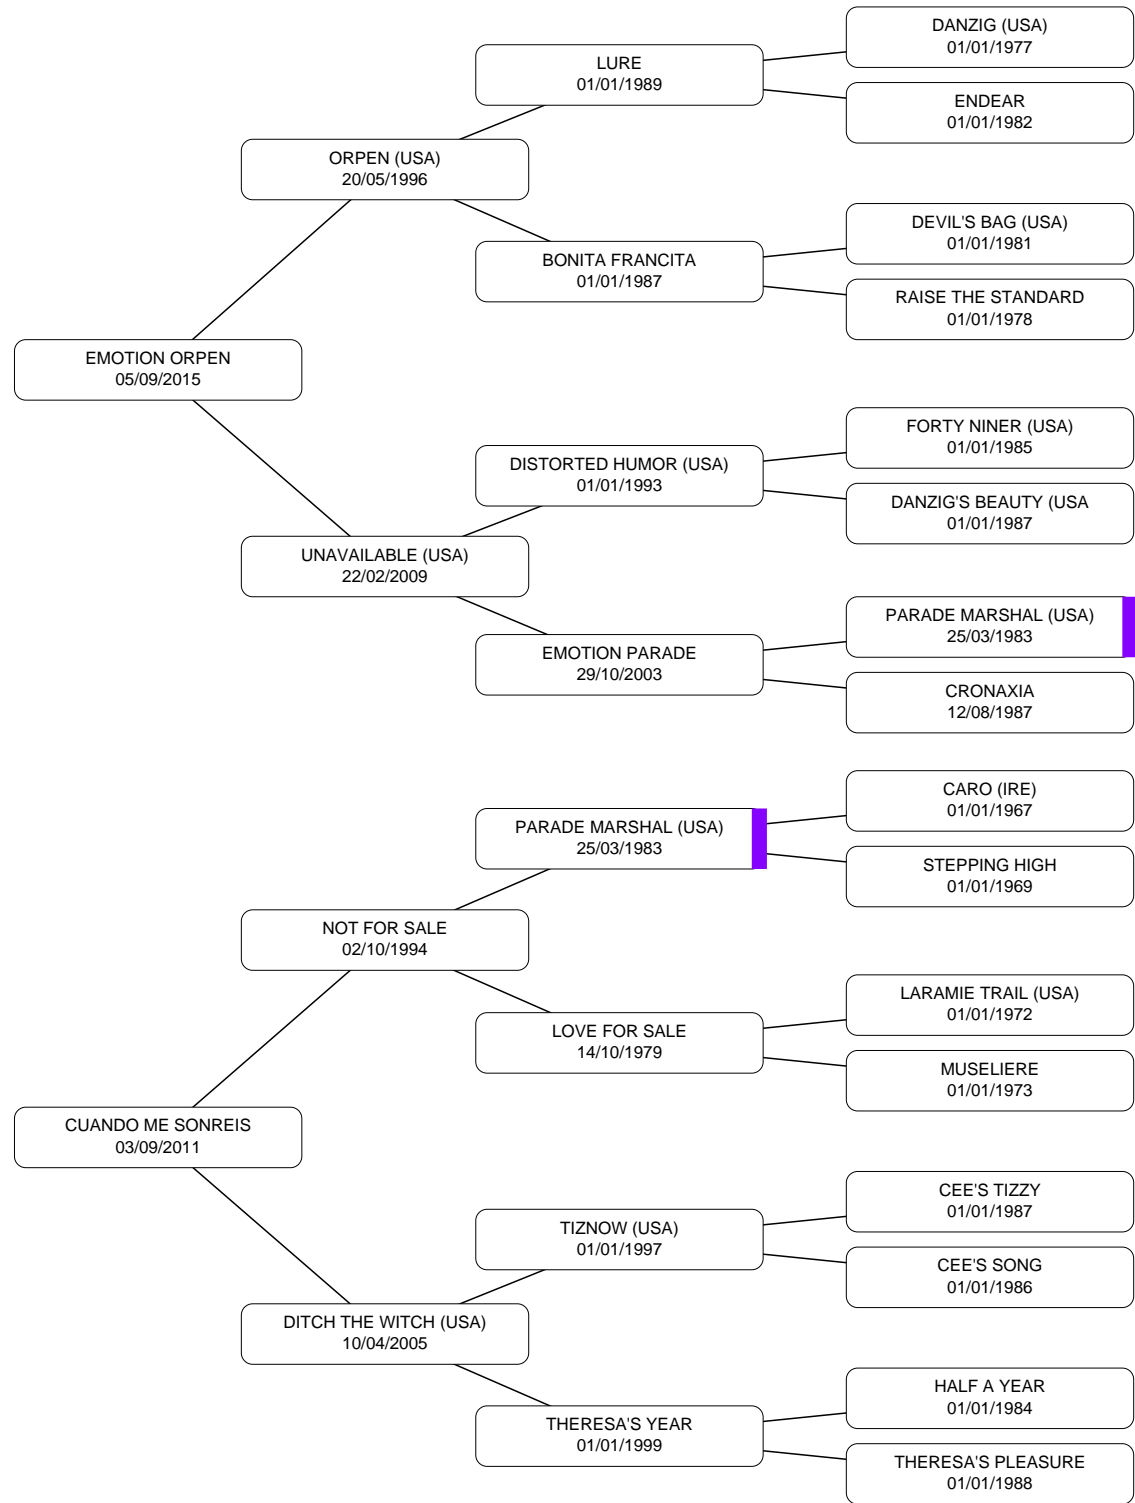 DANZIG (USA)
01/01/1977
LURE
01/01/1989
ENDEAR
01/01/1982
ORPEN (USA)
20/05/1996
DEVIL'S BAG (USA)
01/01/1981
BONITA FRANCITA
01/01/1987
RAISE THE STANDARD
01/01/1978
EMOTION ORPEN
05/09/2015
FORTY NINER (USA)
01/01/1985
DISTORTED HUMOR (USA)
01/01/1993
DANZIG'S BEAUTY (USA
01/01/1987
UNAVAILABLE (USA)
22/02/2009
PARADE MARSHAL (USA)
25/03/1983
EMOTION PARADE
29/10/2003
CRONAXIA
12/08/1987
CARO (IRE)
01/01/1967
PARADE MARSHAL (USA)
25/03/1983
STEPPING HIGH
01/01/1969
NOT FOR SALE
02/10/1994
LARAMIE TRAIL (USA)
01/01/1972
LOVE FOR SALE
14/10/1979
MUSELIERE
01/01/1973
CUANDO ME SONREIS
03/09/2011
CEE'S TIZZY
01/01/1987
TIZNOW (USA)
01/01/1997
CEE'S SONG
01/01/1986
DITCH THE WITCH (USA)
10/04/2005
HALF A YEAR
01/01/1984
THERESA'S YEAR
01/01/1999
THERESA'S PLEASURE
01/01/1988